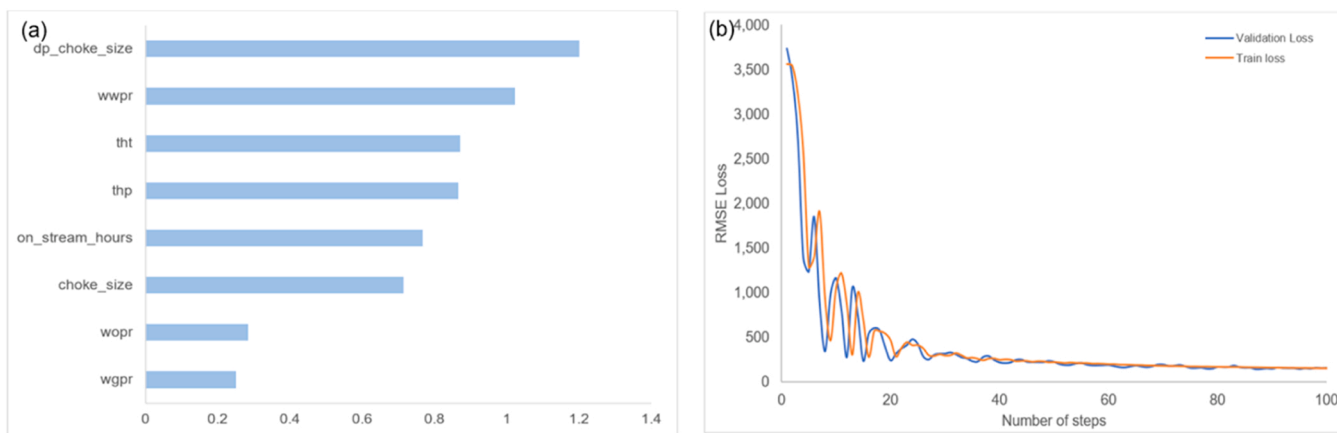 (a)
dp_choke_size
wwpr
tht
thp
on_stream_hours
choke_size
wopr
wgpr
0 0.2 0.4 0.6 0.8 1 1.2 1.4
(b)
4,000
3,500
3,000
2,500
2,000
1,500
1,000
500
0
RMSE Loss
Validation Loss
Train loss
0 20 40 60 80 100
Number of steps